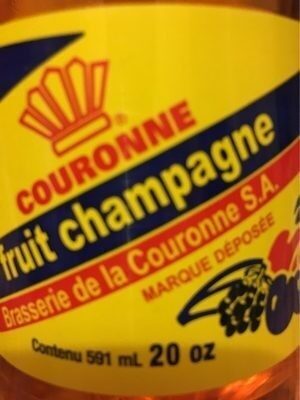 COURONNE®
fruit champagne
Brasserie de la Couronne S.A.
MARQUE DÉPOSÉE
Contenu 591 mL 20 oz